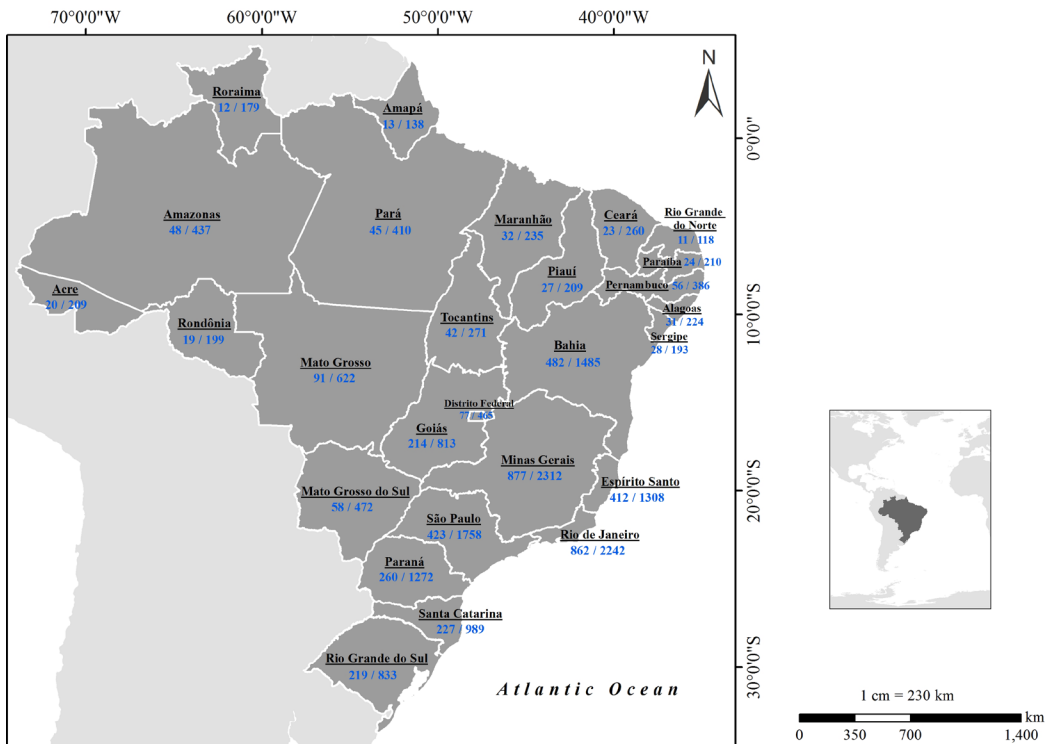 70°0'0"W 60°0'0"W 50°0'0"W 40°0'0"W
N
Roraima
12 / 179
Amapá
13 / 138
0°0'0"
Amazonas
48 / 437
Pará
45 / 410
Maranhão
32 / 235
Ceará
23 / 260
Rio Grande
do Norte
11 / 118
Paraíba 24 / 210
Piauí
27 / 209
Pernambuco 56 / 386
Acre
20 / 209
Alagoas
31 / 224
10°0'0"S
Rondônia
19 / 199
Tocantins
42 / 271
Sergipe
28 / 193
Bahia
482 / 1485
Mato Grosso
91 / 622
Distrito Federal
77 / 465
Goiás
214 / 813
Minas Gerais
877 / 2312
Espírito Santo
412 / 1308
20°0'0"S
Mato Grosso do Sul
58 / 472
São Paulo
423 / 1758
Rio de Janeiro
862 / 2242
Paraná
260 / 1272
Santa Catarina
227 / 989
Rio Grande do Sul
219 / 833
30°0'0"S
Atlantic Ocean
1 cm = 230 km
km
0 350 700 1,400